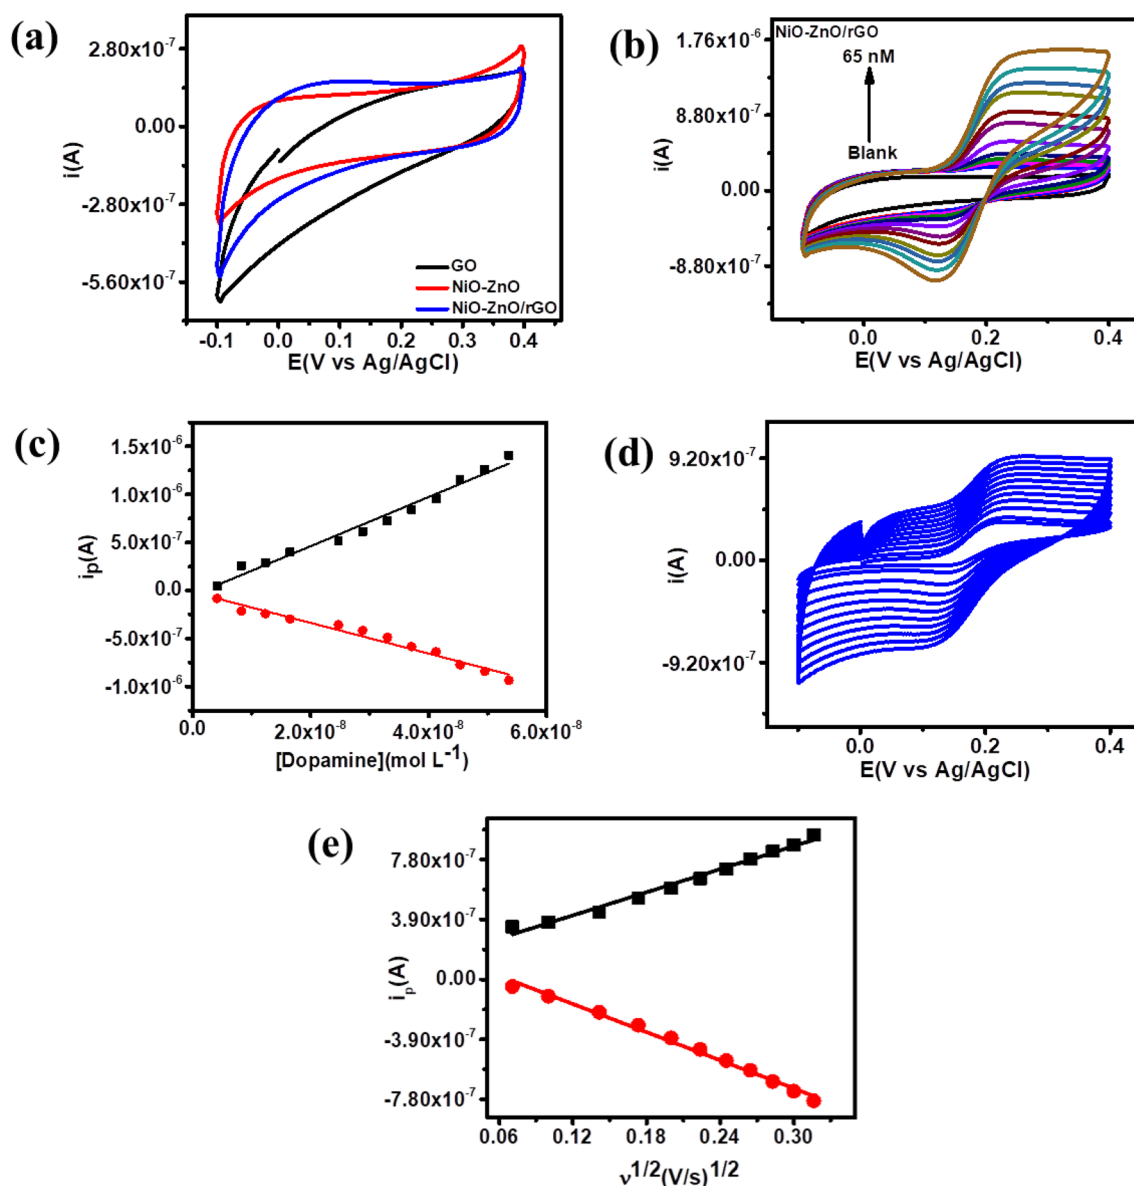 (a)
2.80x10⁻⁷
0.00
-2.80x10⁻⁷
-5.60x10⁻⁷
i(A)
GO
NiO-ZnO
NiO-ZnO/rGO
-0.1 0.0 0.1 0.2 0.3 0.4
E(V vs Ag/AgCl)
(b)
1.76x10⁻⁶
8.80x10⁻⁷
0.00
-8.80x10⁻⁷
i(A)
NiO-ZnO/rGO
65 nM
Blank
0.0 0.2 0.4
E(V vs Ag/AgCl)
(c)
1.5x10⁻⁶
1.0x10⁻⁶
5.0x10⁻⁷
0.0
-5.0x10⁻⁷
-1.0x10⁻⁶
iₚ(A)
0.0 2.0x10⁻⁸ 4.0x10⁻⁸ 6.0x10⁻⁸
[Dopamine](mol L⁻¹)
(d)
9.20x10⁻⁷
0.00
-9.20x10⁻⁷
i(A)
0.0 0.2 0.4
E(V vs Ag/AgCl)
(e)
7.80x10⁻⁷
3.90x10⁻⁷
0.00
-3.90x10⁻⁷
-7.80x10⁻⁷
iₚ(A)
0.06 0.12 0.18 0.24 0.30
ν¹ᐟ²(V/s)¹ᐟ²